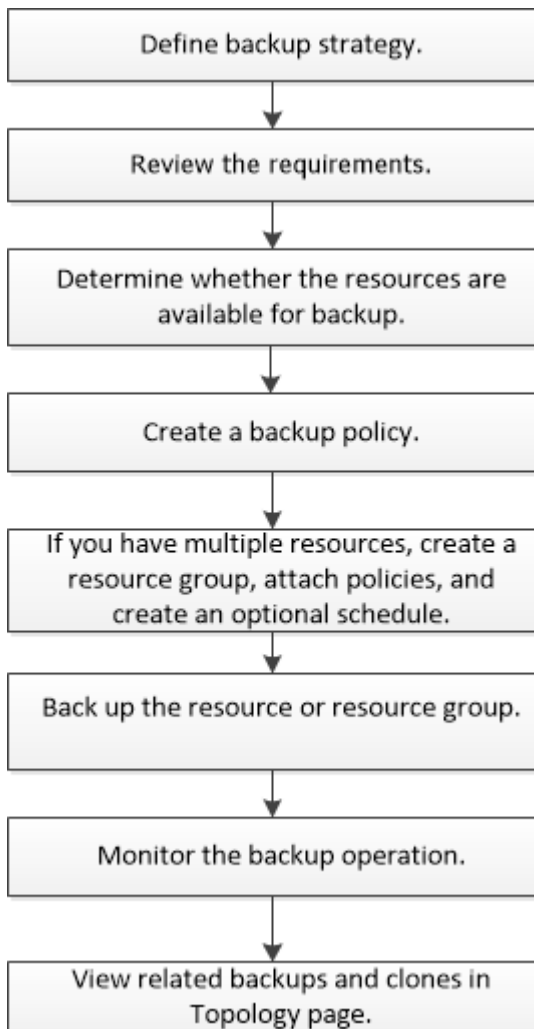 Define backup strategy.
Review the requirements.
Determine whether the resources are
available for backup.
Create a backup policy.
If you have multiple resources, create a
resource group, attach policies, and
create an optional schedule.
Back up the resource or resource group.
Monitor the backup operation.
View related backups and clones in
Topology page.